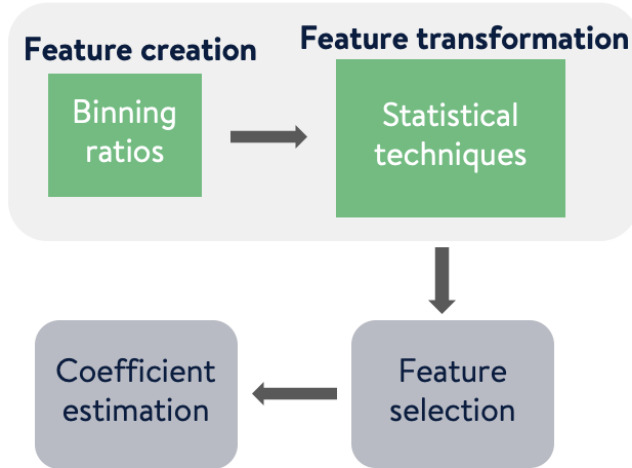 Feature creation
Feature transformation
Binning
ratios
Statistical
techniques
Coefficient
estimation
Feature
selection